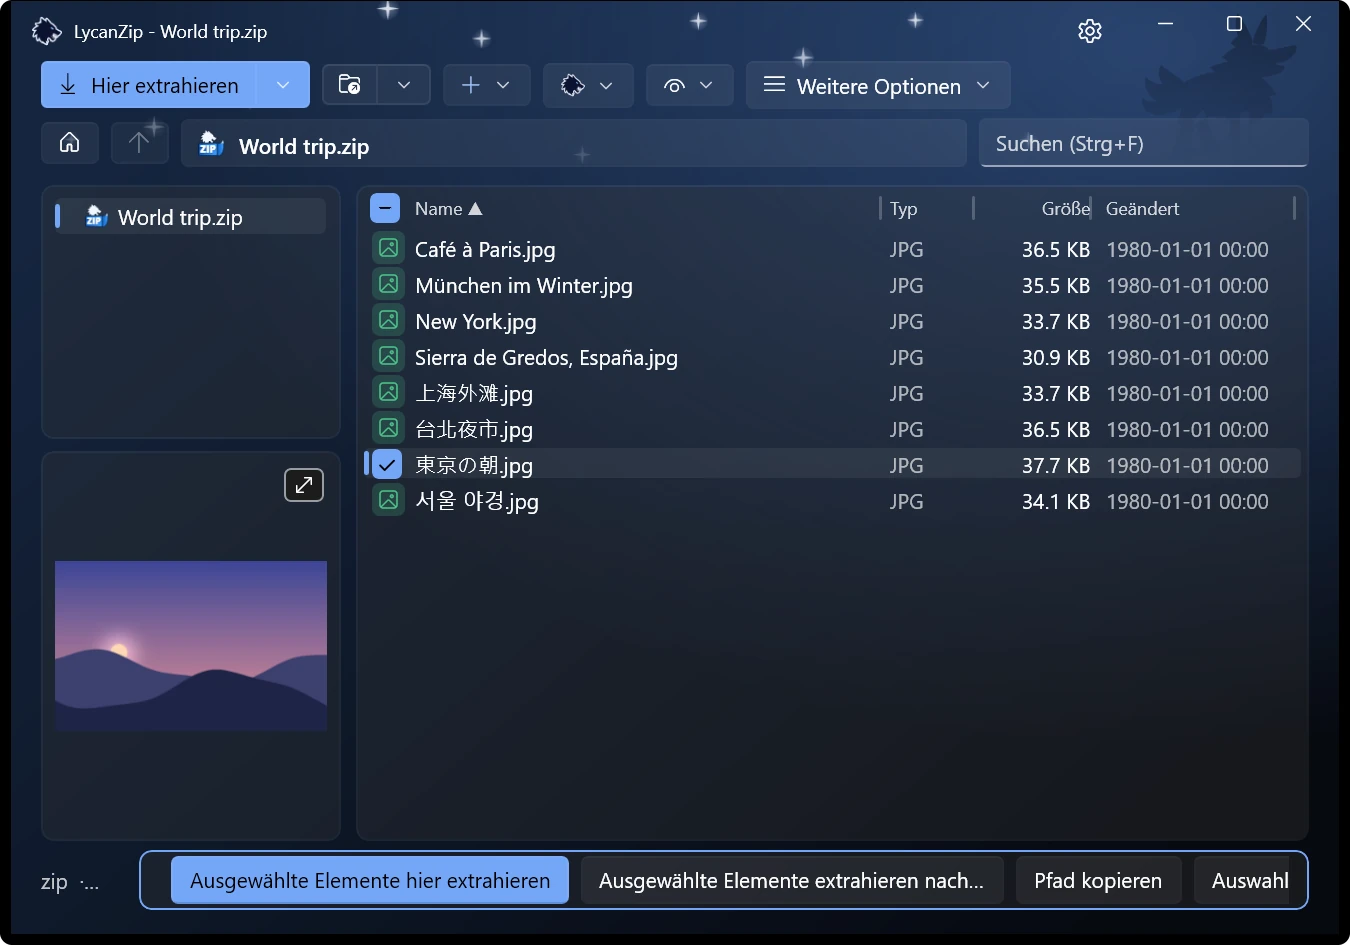 LycanZip - World trip.zip
Hier extrahieren
Weitere Optionen
World trip.zip
Suchen (Strg+F)
World trip.zip
Name Typ Größe Geändert
Café à Paris.jpg JPG 36.5 KB 1980-01-01 00:00
München im Winter.jpg JPG 35.5 KB 1980-01-01 00:00
New York.jpg JPG 33.7 KB 1980-01-01 00:00
Sierra de Gredos, España.jpg JPG 30.9 KB 1980-01-01 00:00
上海外滩.jpg JPG 33.7 KB 1980-01-01 00:00
台北夜市.jpg JPG 36.5 KB 1980-01-01 00:00
東京の朝.jpg JPG 37.7 KB 1980-01-01 00:00
서울 야경.jpg JPG 34.1 KB 1980-01-01 00:00
zip ·...
Ausgewählte Elemente hier extrahieren
Ausgewählte Elemente extrahieren nach...
Pfad kopieren
Auswahl